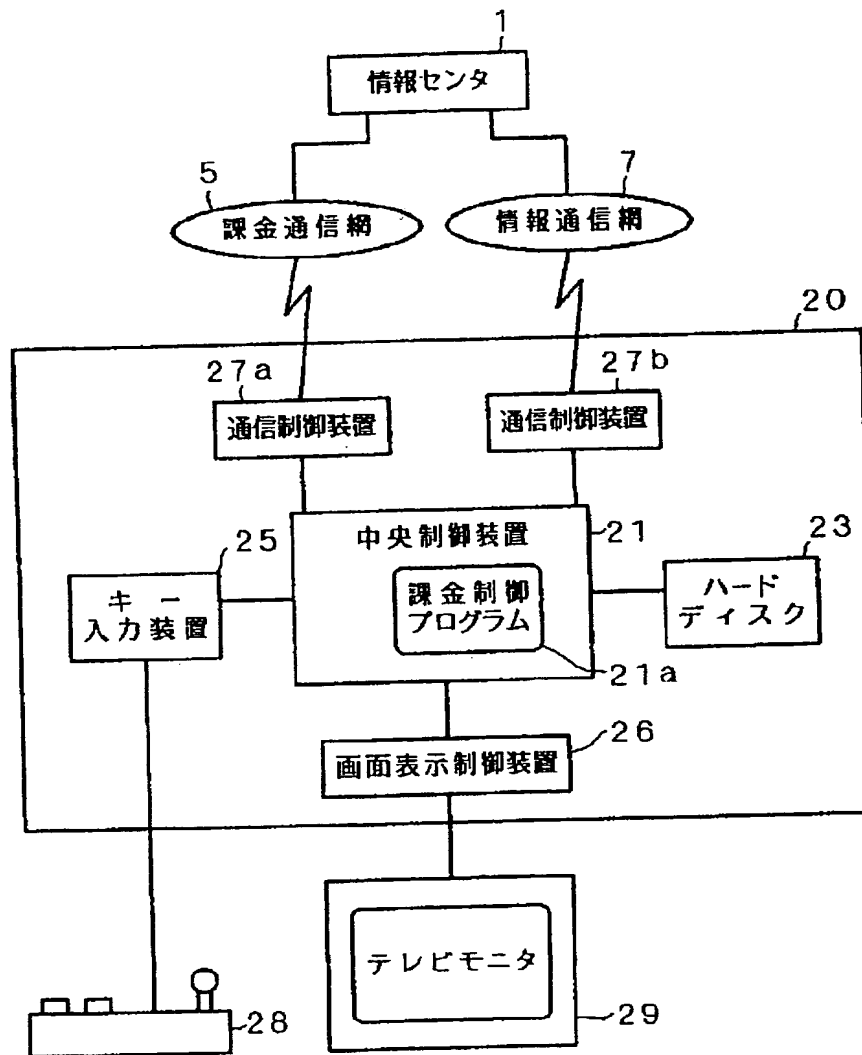 1
情報センタ
5
7
課金通信網
情報通信網
20
27a
27b
通信制御装置
通信制御装置
25
中央制御装置
21
23
キー
入力装置
課金制御
プログラム
ハード
ディスク
21a
26
画面表示制御装置
テレビモニタ
28
29